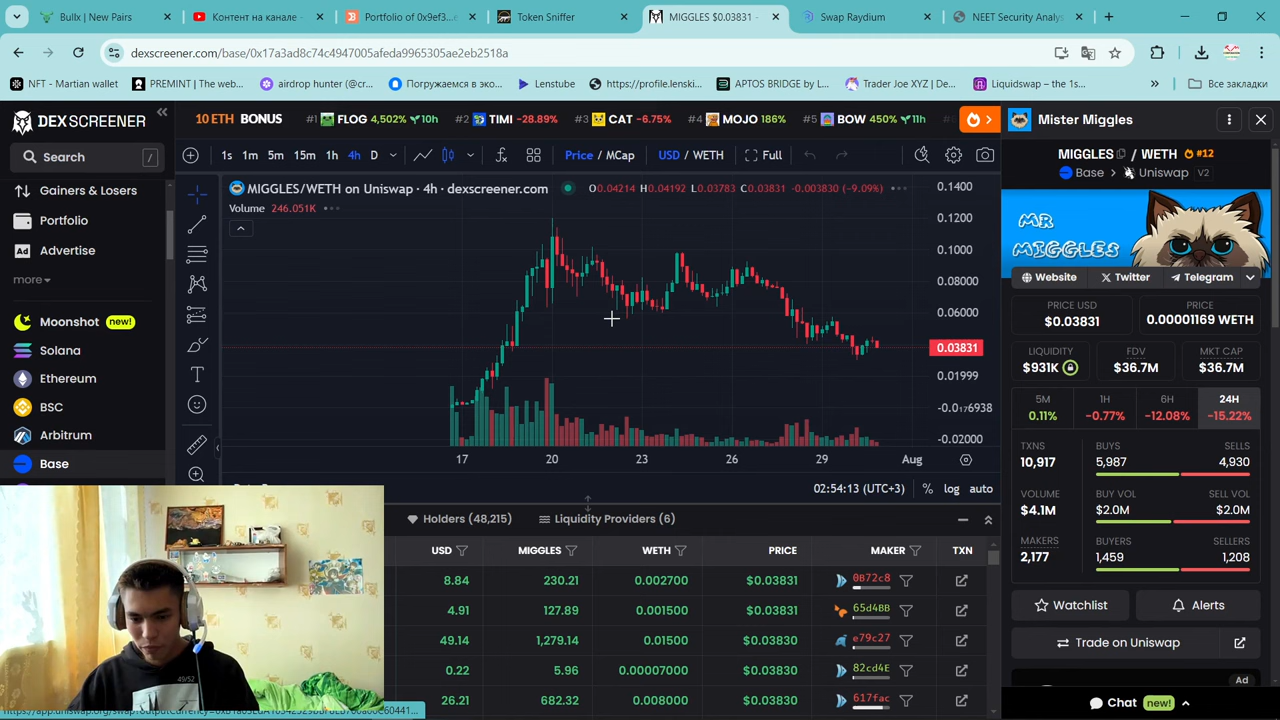 Bullx | New Pairs
Контент на канале -
Portfolio of 0x9ef3...
Token Sniffer
MIGGLES $0.03831 -
Swap Raydium
NEET Security Analys
dexscreener.com/base/0x17a3ad8c74c4947005afeda9965305ae2eb2518a
NFT - Martian wallet
PREMINT | The web...
airdrop hunter (@cr...
Погружаемся в эко...
Lenstube
https://profile.lenski...
APTOS BRIDGE by L...
Trader Joe XYZ | Dec...
Liquidswap – the 1s...
Все закладки
DEX SCREENER
Search /
Gainers & Losers
Portfolio
Ad Advertise
more
Moonshot new!
Solana
Ethereum
BSC
Arbitrum
Base
10 ETH BONUS
#1 FLOG 4,502% 10h
#2 TIMI -28.89%
#3 CAT -6.75%
#4 MOJO 186%
#5 BOW 450% 11h
1s 1m 5m 15m 1h 4h D
Price / MCap
USD / WETH
Full
MIGGLES/WETH on Uniswap · 4h · dexscreener.com
O0.04214 H0.04192 L0.03783 C0.03831 -0.003830 (-9.09%)
Volume 246.051K
0.1400
0.1200
0.1000
0.08000
0.06000
0.03831
0.01999
-0.02000
17 20 23 26 29 Aug
02:54:13 (UTC+3) % log auto
Holders (48,215)
Liquidity Providers (6)
USD MIGGLES WETH PRICE MAKER TXN
8.84 230.21 0.002700 $0.03831 0B72c8
4.91 127.89 0.001500 $0.03831 65d4BB
49.14 1,279.14 0.01500 $0.03830 e79c27
0.22 5.96 0.00007000 $0.03830 82cd4E
26.21 682.32 0.008000 $0.03830 617fac
Mister Miggles
MIGGLES / WETH #12
Base > Uniswap V2
MR
MIGGLES
Website
Twitter
Telegram
PRICE USD
$0.03831
PRICE
0.00001169 WETH
LIQUIDITY
$931K
FDV
$36.7M
MKT CAP
$36.7M
5M
0.11%
1H
-0.77%
6H
-12.08%
24H
-15.22%
TXNS
10,917
BUYS
5,987
SELLS
4,930
VOLUME
$4.1M
BUY VOL
$2.0M
SELL VOL
$2.0M
MAKERS
2,177
BUYERS
1,459
SELLERS
1,208
Watchlist
Alerts
Trade on Uniswap
Ad
Chat new!
49/52